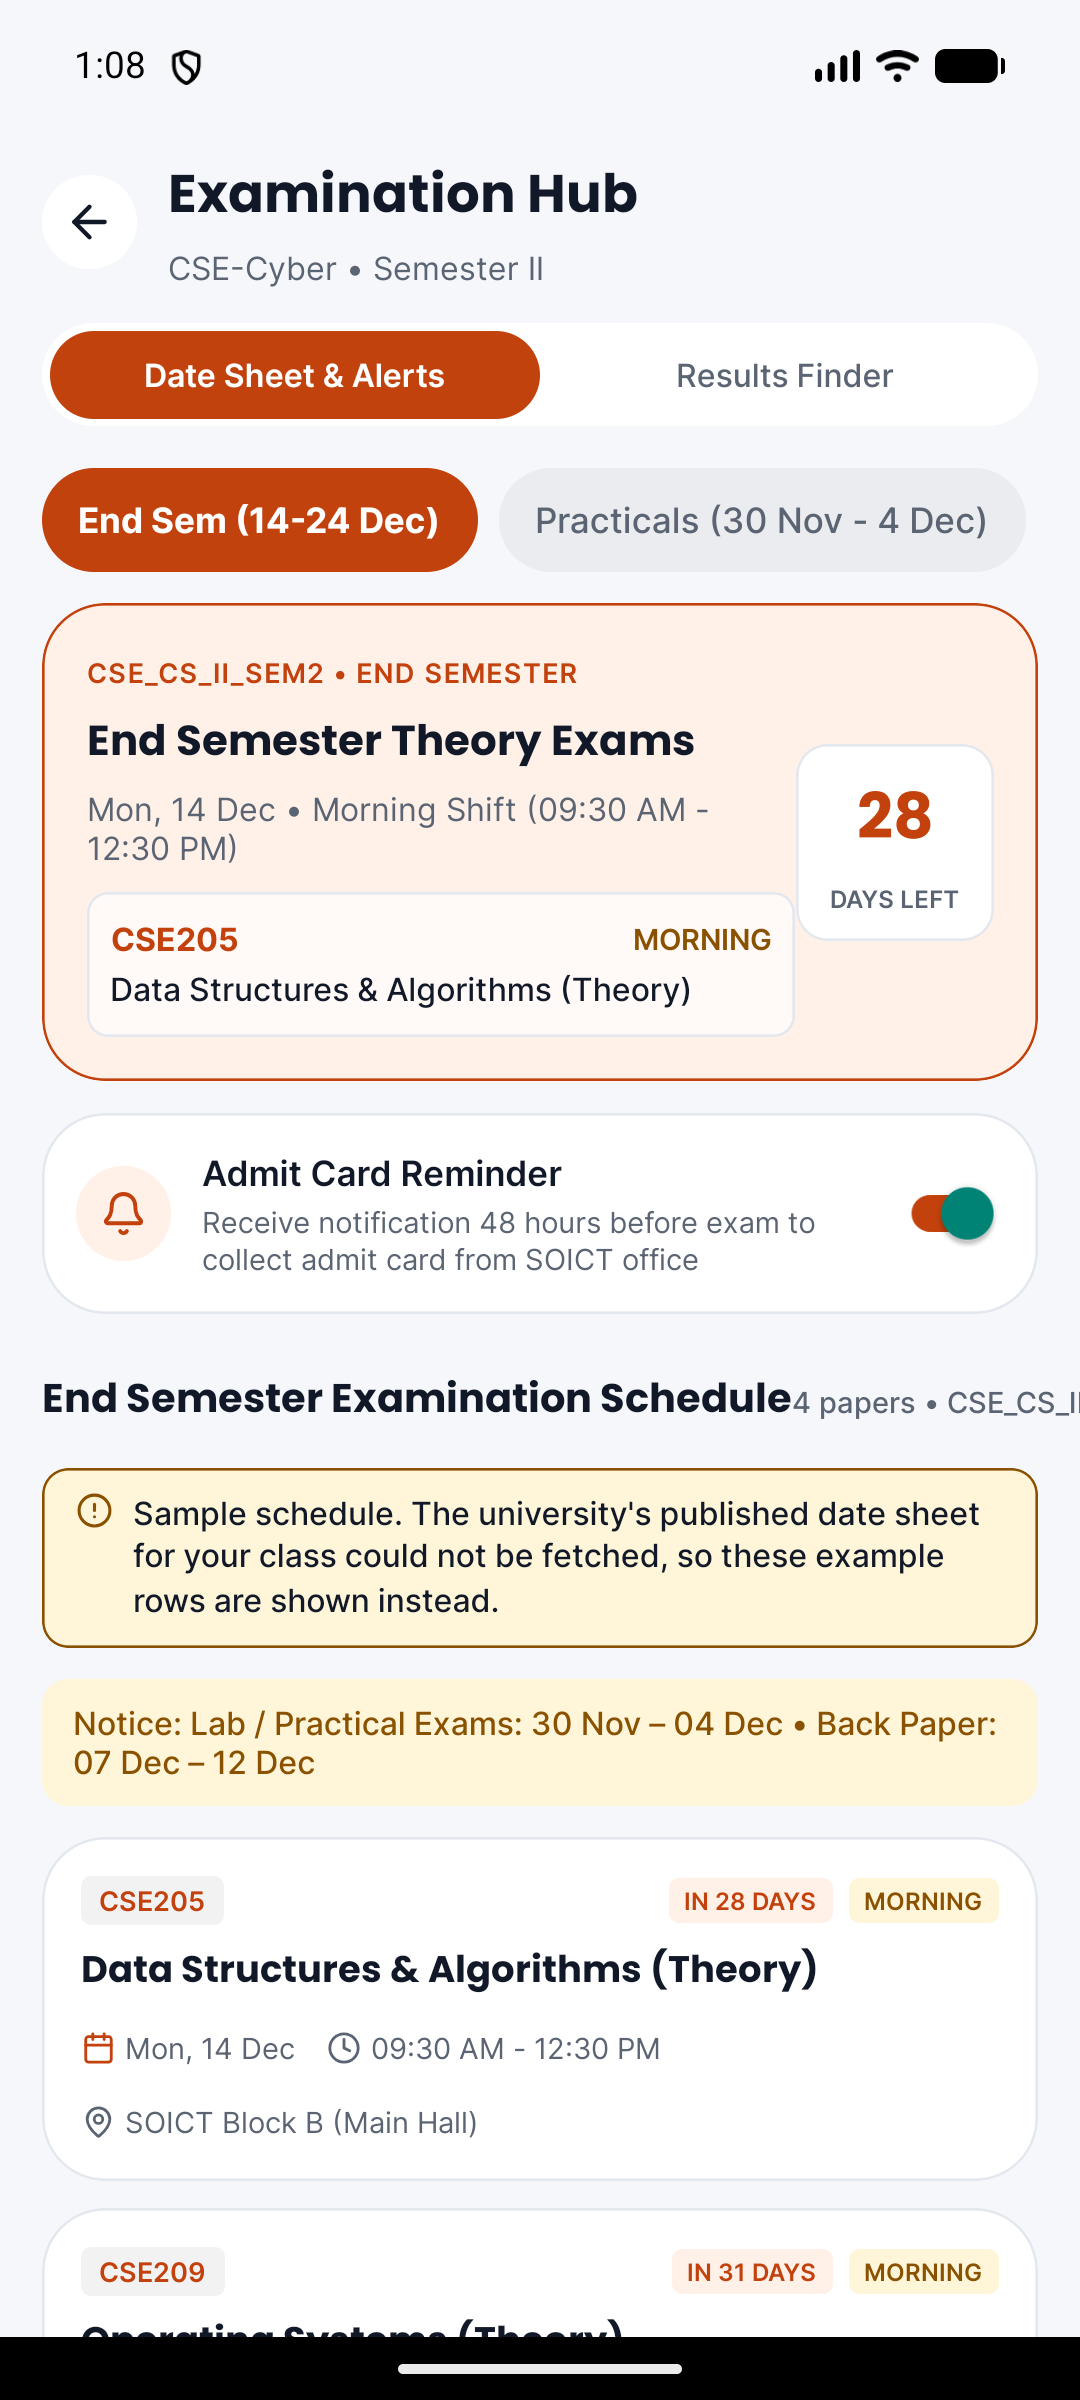 1:08
Examination Hub
CSE-Cyber • Semester II
Date Sheet & Alerts
Results Finder
End Sem (14-24 Dec)
Practicals (30 Nov - 4 Dec)
CSE_CS_II_SEM2 • END SEMESTER
End Semester Theory Exams
Mon, 14 Dec • Morning Shift (09:30 AM -
12:30 PM)
28
DAYS LEFT
CSE205
MORNING
Data Structures & Algorithms (Theory)
Admit Card Reminder
Receive notification 48 hours before exam to
collect admit card from SOICT office
End Semester Examination Schedule
4 papers • CSE_CS_
Sample schedule. The university's published date sheet
for your class could not be fetched, so these example
rows are shown instead.
Notice: Lab / Practical Exams: 30 Nov – 04 Dec • Back Paper:
07 Dec – 12 Dec
CSE205
IN 28 DAYS
MORNING
Data Structures & Algorithms (Theory)
Mon, 14 Dec
09:30 AM - 12:30 PM
SOICT Block B (Main Hall)
CSE209
IN 31 DAYS
MORNING
Operating Systems (Theory)